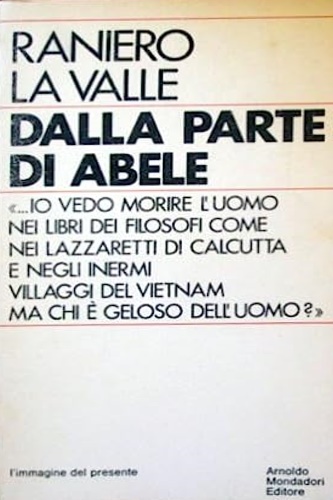 RANIERO
LA VALLE
DALLA PARTE
DI ABELE
«...IO VEDO MORIRE L'UOMO
NEI LIBRI DEI FILOSOFI COME
NEI LAZZARETTI DI CALCUTTA
E NEGLI INERMI
VILLAGGI DEL VIETNAM
MA CHI È GELOSO DELL'UOMO?»
l'immagine del presente
Arnoldo
Mondadori
Editore